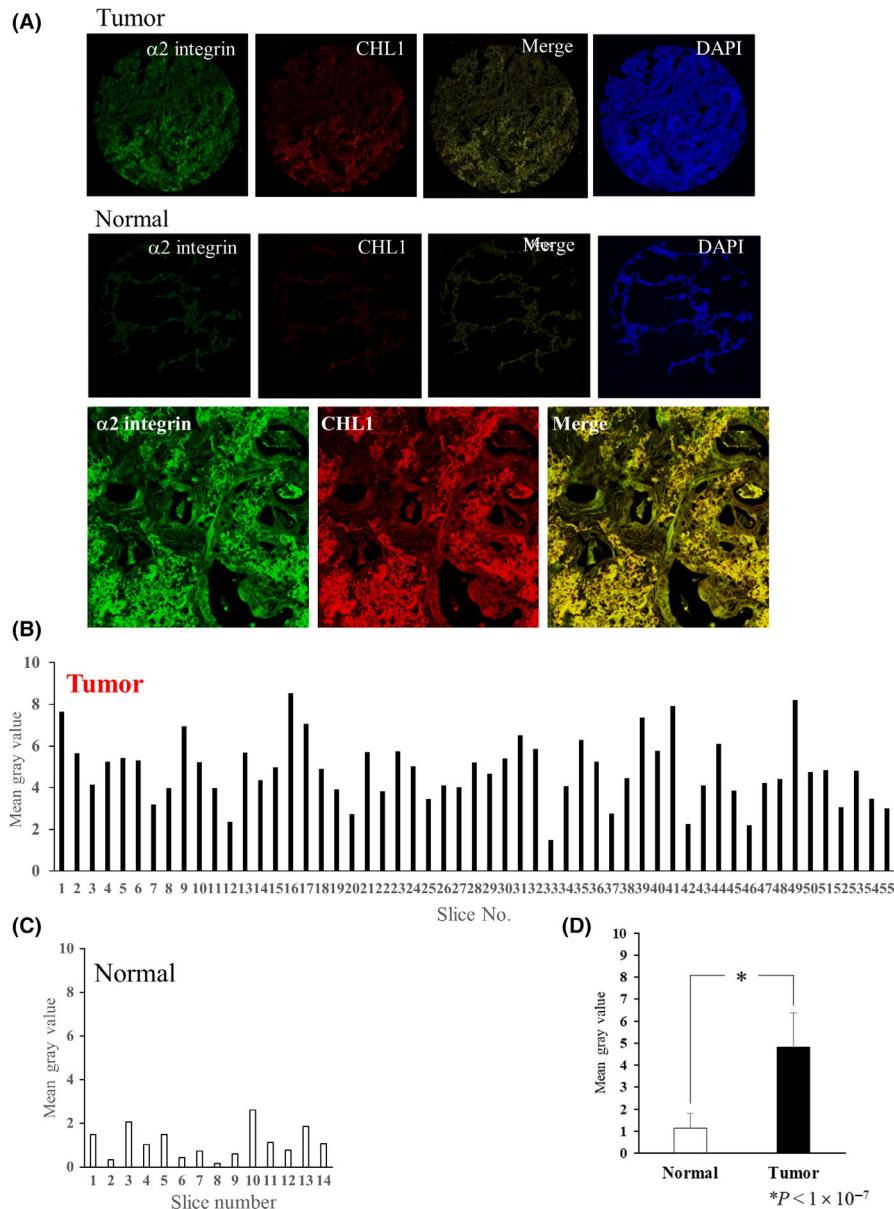 (A)
Tumor
α2 integrin CHL1 Merge DAPI
Normal
α2 integrin CHL1 Merge DAPI
α2 integrin CHL1 Merge
(B)
Tumor
Mean gray value
10
8
6
4
2
0
1 2 3 4 5 6 7 8 9 10 11 12 13 14 15 16 17 18 19 20 21 22 23 24 25 26 27 28 29 30 31 32 33 34 35 36 37 38 39 40 41 42 43 44 45 46 47 48 49 50 51 52 53 54 55
Slice No.
(C)
Normal
Mean gray value
10
8
6
4
2
0
1 2 3 4 5 6 7 8 9 10 11 12 13 14
Slice number
(D)
Mean gray value
10
9
8
7
6
5
4
3
2
1
0
*
Normal Tumor
*P < 1 × 10⁻⁷